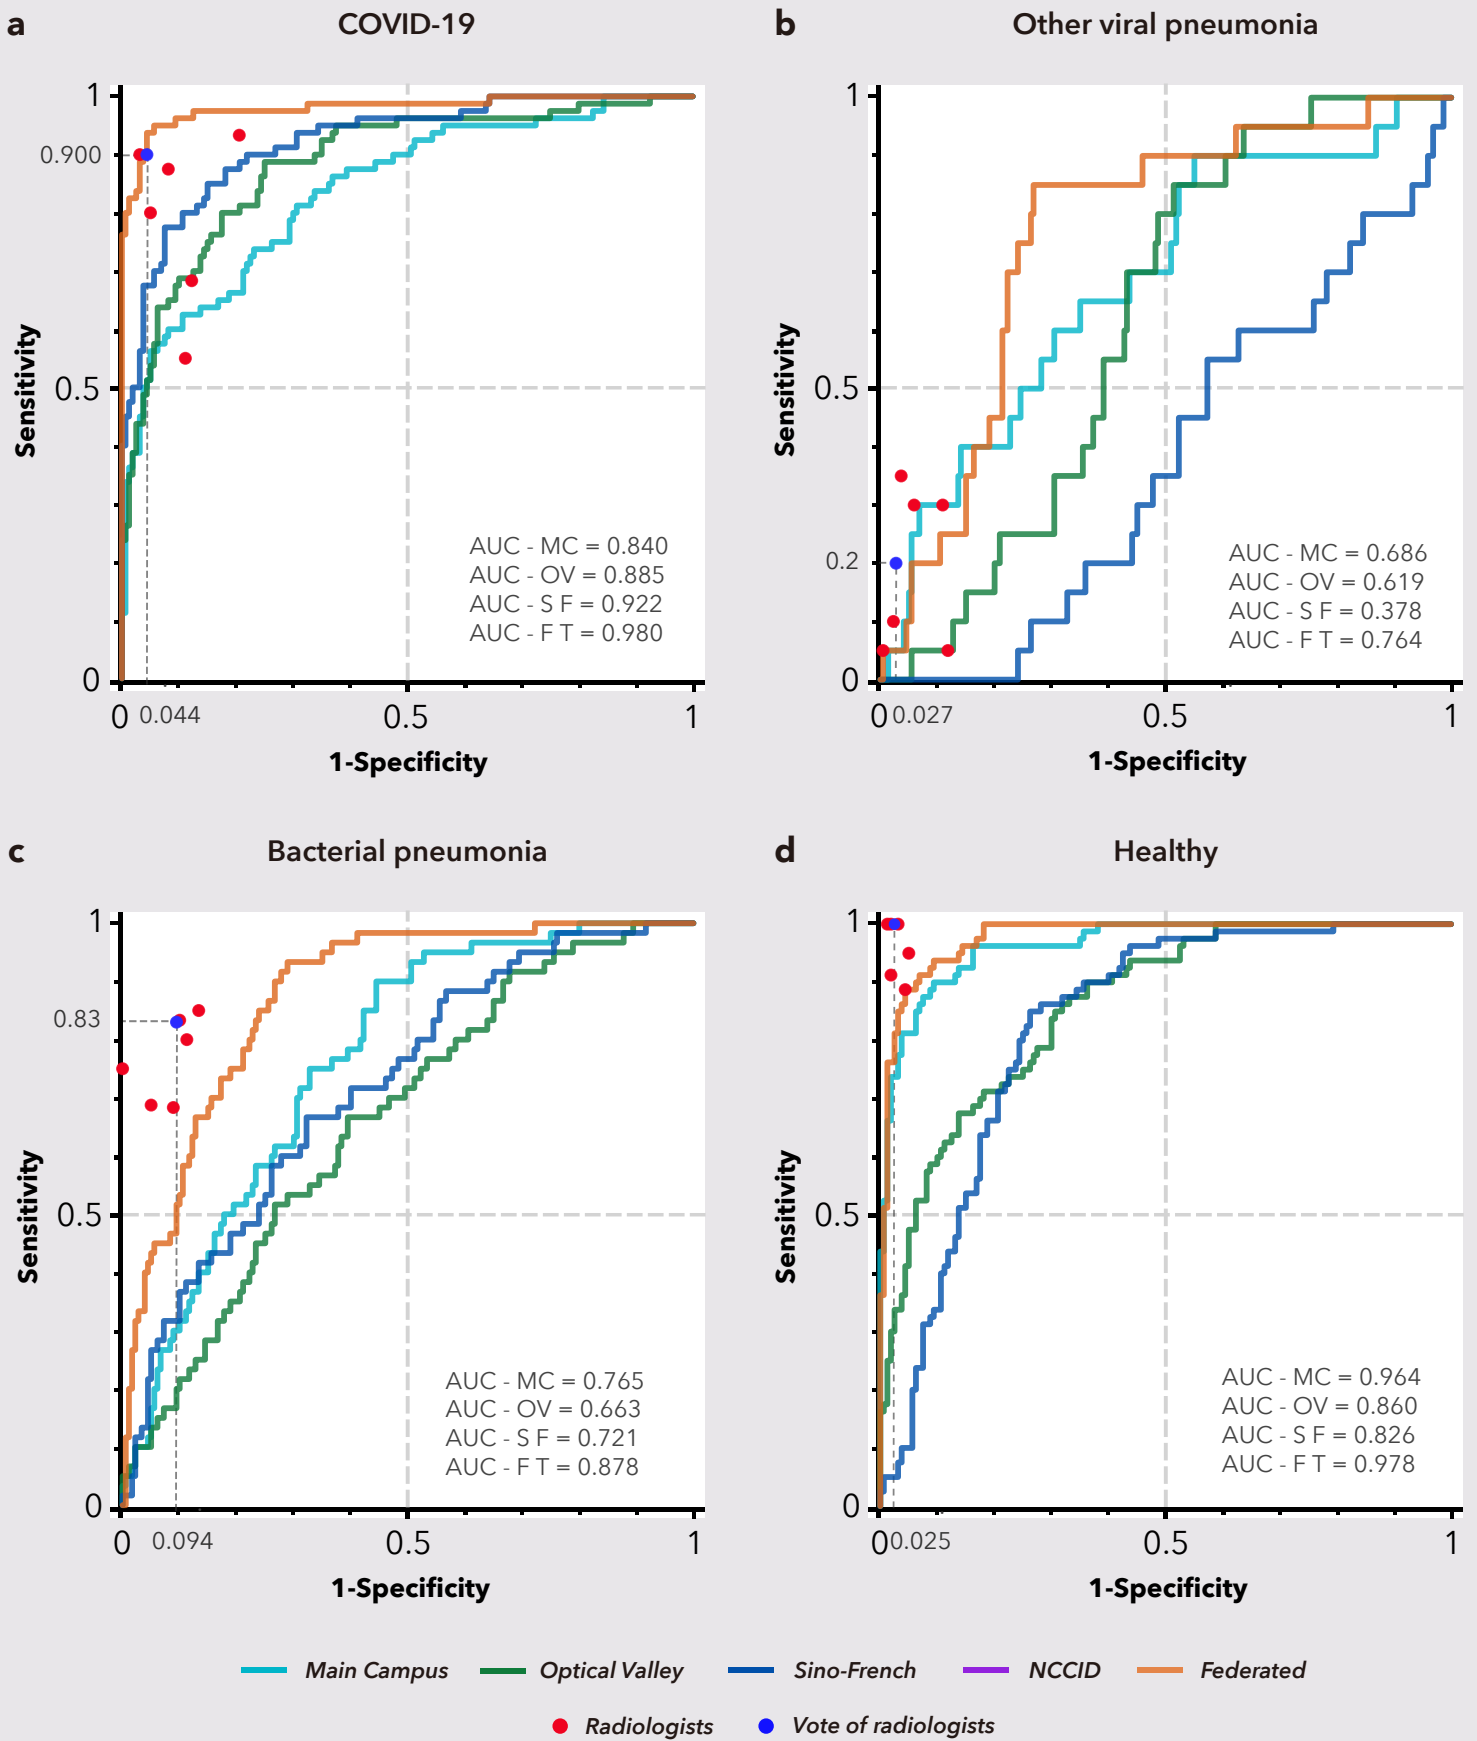 a
COVID-19
1
0.900
0.5
0
Sensitivity
AUC - MC = 0.840
AUC - OV = 0.885
AUC - S F = 0.922
AUC - F T = 0.980
0 0.044 0.5 1
1-Specificity
b
Other viral pneumonia
1
0.5
0.2
0
Sensitivity
AUC - MC = 0.686
AUC - OV = 0.619
AUC - S F = 0.378
AUC - F T = 0.764
0 0.027 0.5 1
1-Specificity
c
Bacterial pneumonia
1
0.83
0.5
0
Sensitivity
AUC - MC = 0.765
AUC - OV = 0.663
AUC - S F = 0.721
AUC - F T = 0.878
0 0.094 0.5 1
1-Specificity
d
Healthy
1
0.5
0
Sensitivity
AUC - MC = 0.964
AUC - OV = 0.860
AUC - S F = 0.826
AUC - F T = 0.978
0 0.025 0.5 1
1-Specificity
Main Campus Optical Valley Sino-French NCCID Federated
Radiologists Vote of radiologists